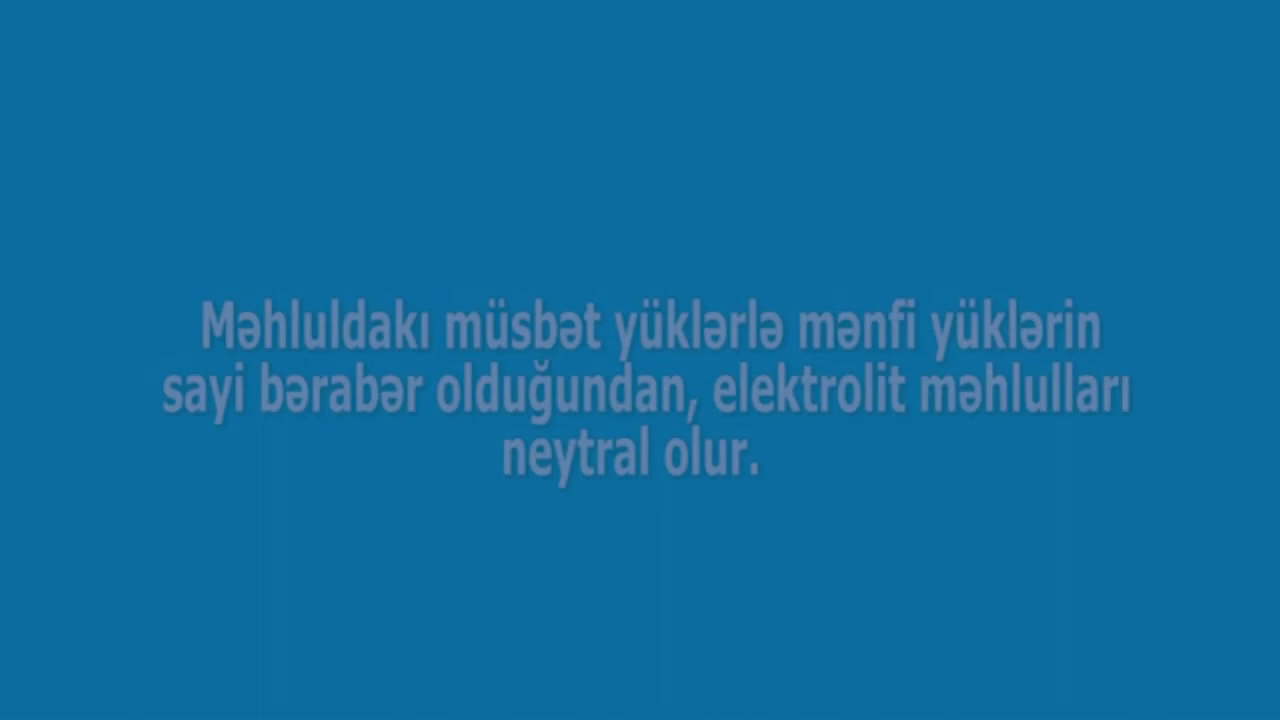 Məhluldakı müsbət yüklərlə mənfi yüklərin
sayi bərabər olduğundan, elektrolit məhlulları
neytral olur.